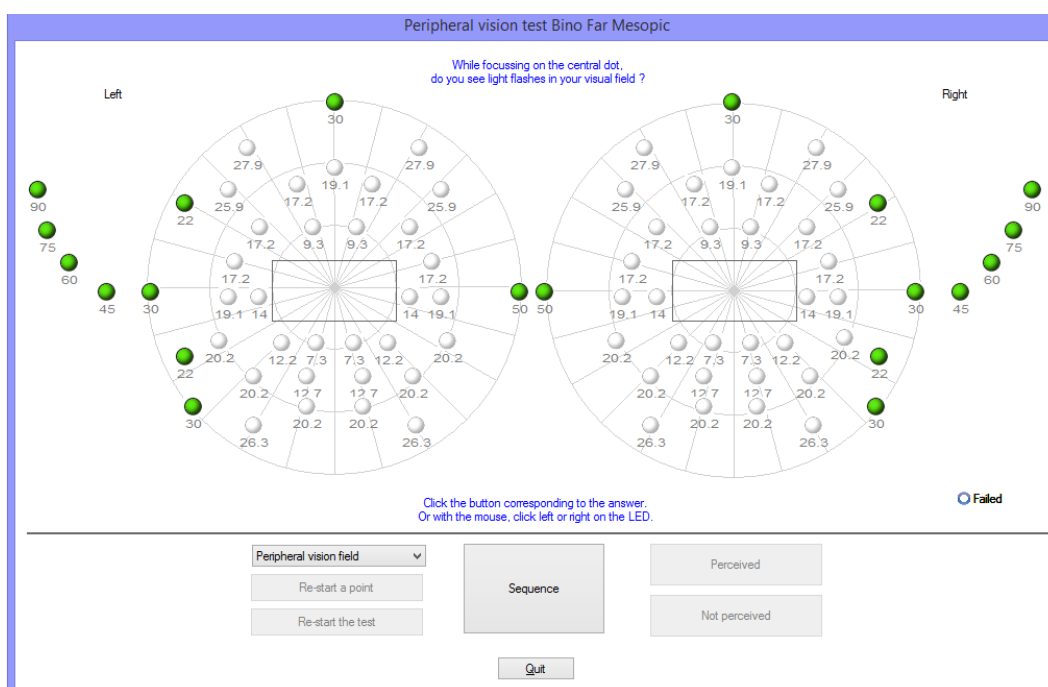 Peripheral vision test Bino Far Mesopic
While focussing on the central dot,
do you see light flashes in your visual field ?
Left
Right
30 30
27.9 27.9 27.9 27.9
19.1 19.1
17.2 17.2 17.2 17.2
90 25.9 25.9 25.9 25.9 90
22 22
75 17.2 9.3 9.3 17.2 17.2 9.3 9.3 17.2 75
60 17.2 17.2 17.2 17.2 60
45 30 19.1 14 14 19.1 50 50 19.1 14 14 19.1 30 45
22 20.2 12.2 7.3 7.3 12.2 20.2 20.2 12.2 7.3 7.3 12.2 20.2 22
20.2 12.7 12.7 20.2 20.2 12.7 12.7 20.2
30 20.2 20.2 20.2 20.2 30
26.3 26.3 26.3 26.3
Failed
Click the button corresponding to the answer.
Or with the mouse, click left or right on the LED.
Peripheral vision field
Re-start a point
Re-start the test
Sequence
Perceived
Not perceived
Quit